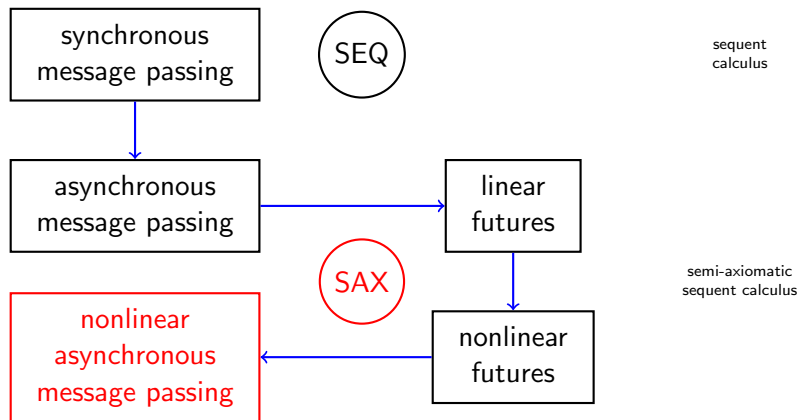 synchronous
message passing
SEQ
sequent
calculus
asynchronous
message passing
linear
futures
SAX
semi-axiomatic
sequent calculus
nonlinear
asynchronous
message passing
nonlinear
futures